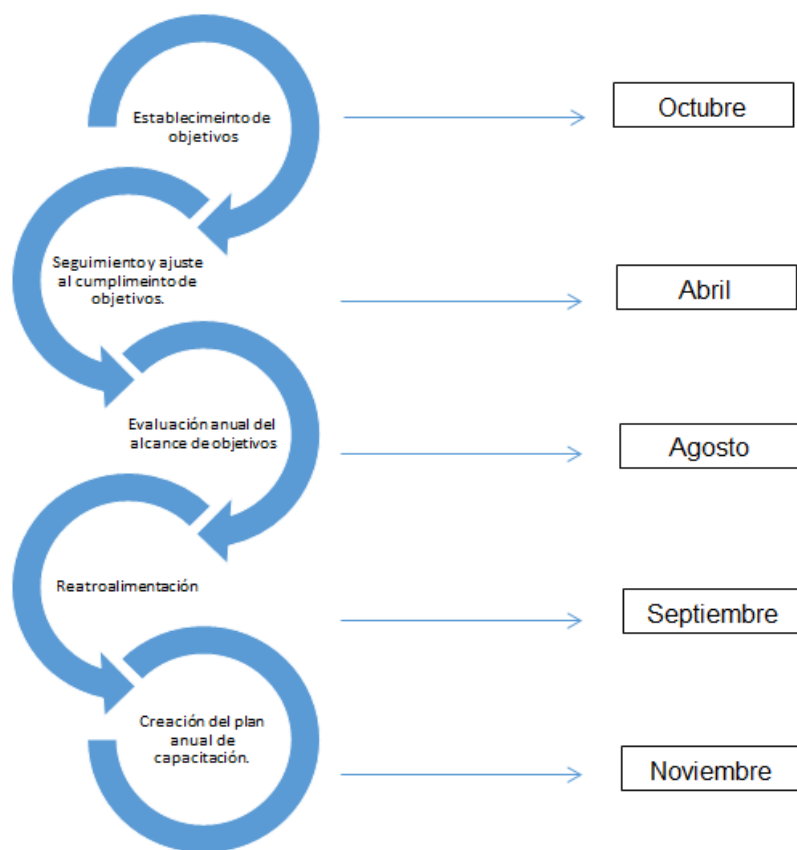 Establecimeinto de
objetivos
Octubre
Seguimiento y ajuste
al cumplimeinto de
objetivos.
Abril
Evaluación anual del
alcance de objetivos
Agosto
Reatroalimentación
Septiembre
Creación del plan
anual de
capacitación.
Noviembre